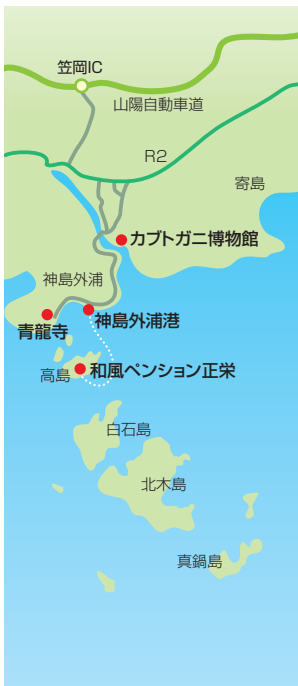 笠岡IC
山陽自動車道
R2
寄島
カブトガニ博物館
神島外浦
神島外浦港
青龍寺
和風ペンション正栄
高島
白石島
北木島
真鍋島